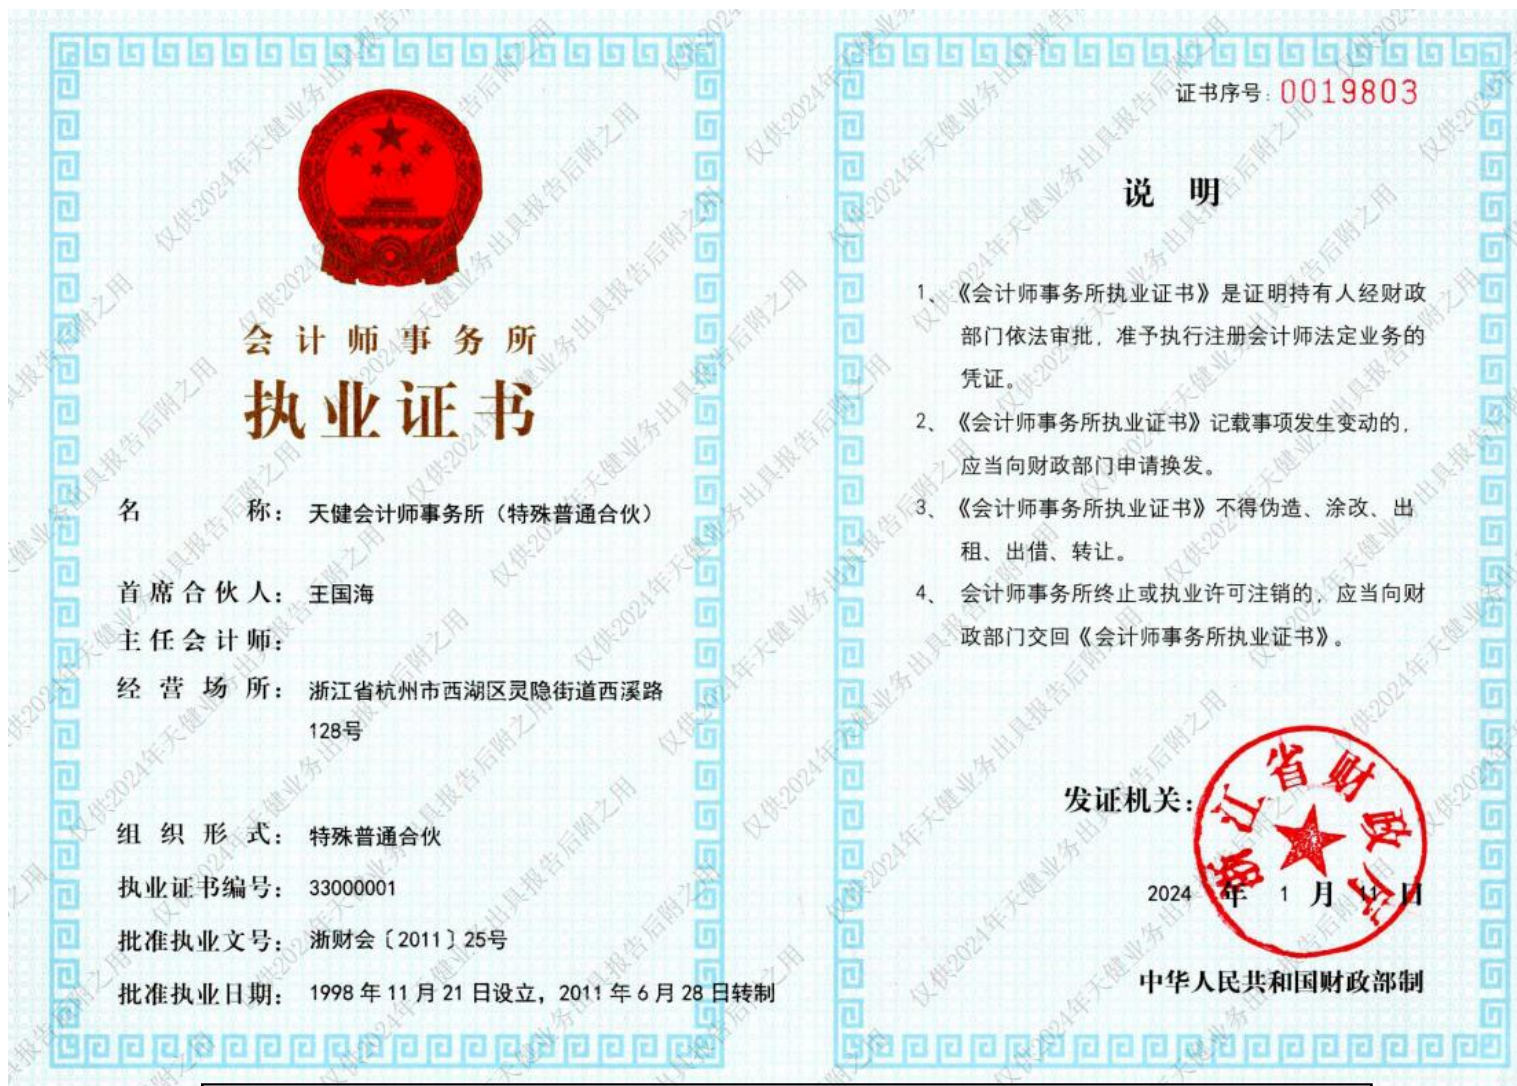 会计师事务所
执业证书
名称：天健会计师事务所（特殊普通合伙）
首席合伙人：王国海
主任会计师：
经营场所：浙江省杭州市西湖区灵隐街道西溪路
128号
组织形式：特殊普通合伙
执业证书编号：33000001
批准执业文号：浙财会〔2011〕25号
批准执业日期：1998年11月21日设立，2011年6月28日转制
证书序号：0019803
说明
1、《会计师事务所执业证书》是证明持有人经财政
部门依法审批，准予执行注册会计师法定业务的
凭证。
2、《会计师事务所执业证书》记载事项发生变动的，
应当向财政部门申请换发。
3、《会计师事务所执业证书》不得伪造、涂改、出
租、出借、转让。
4、会计师事务所终止或执业许可注销的，应当向财
政部门交回《会计师事务所执业证书》。
发证机关：
浙江省财政厅
2024年1月11日
中华人民共和国财政部制
仅供2024年天健业务出具报告后附之用